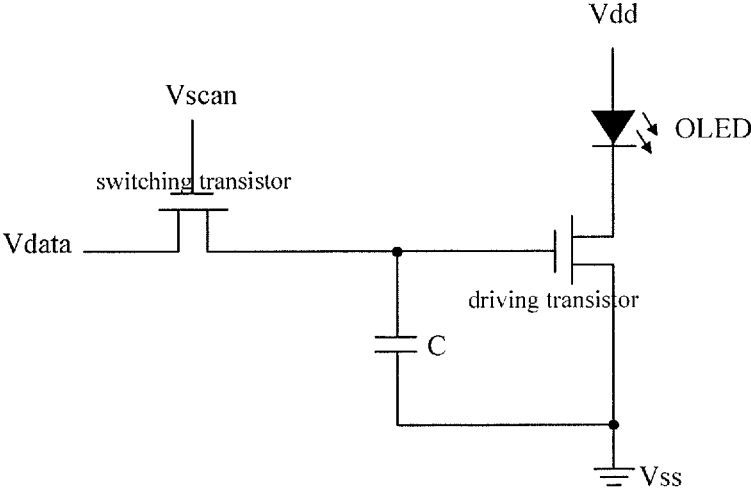 Vdd
Vscan
OLED
switching transistor
Vdata
driving transistor
C
Vss